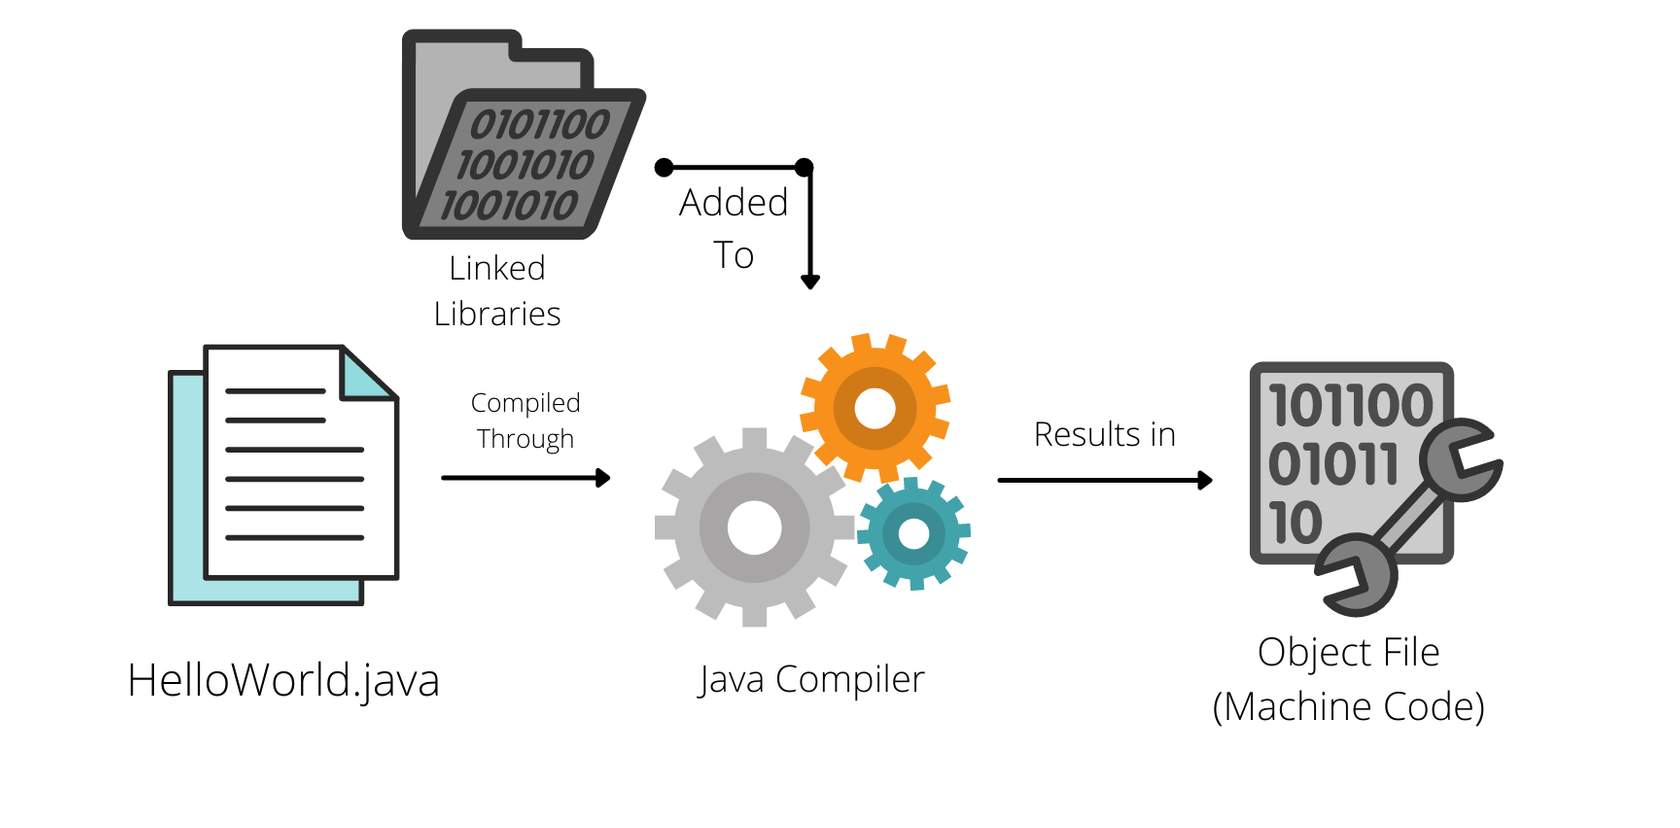 0101100
1001010
1001010
Linked
Libraries
Added
To
HelloWorld.java
Compiled
Through
Java Compiler
Results in
101100
01011
10
Object File
(Machine Code)